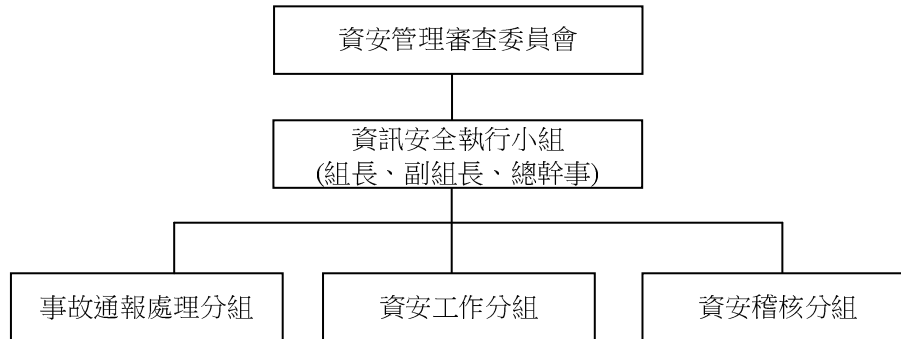 資安管理審查委員會
資訊安全執行小組
(組長、副組長、總幹事)
事故通報處理分組
資安工作分組
資安稽核分組